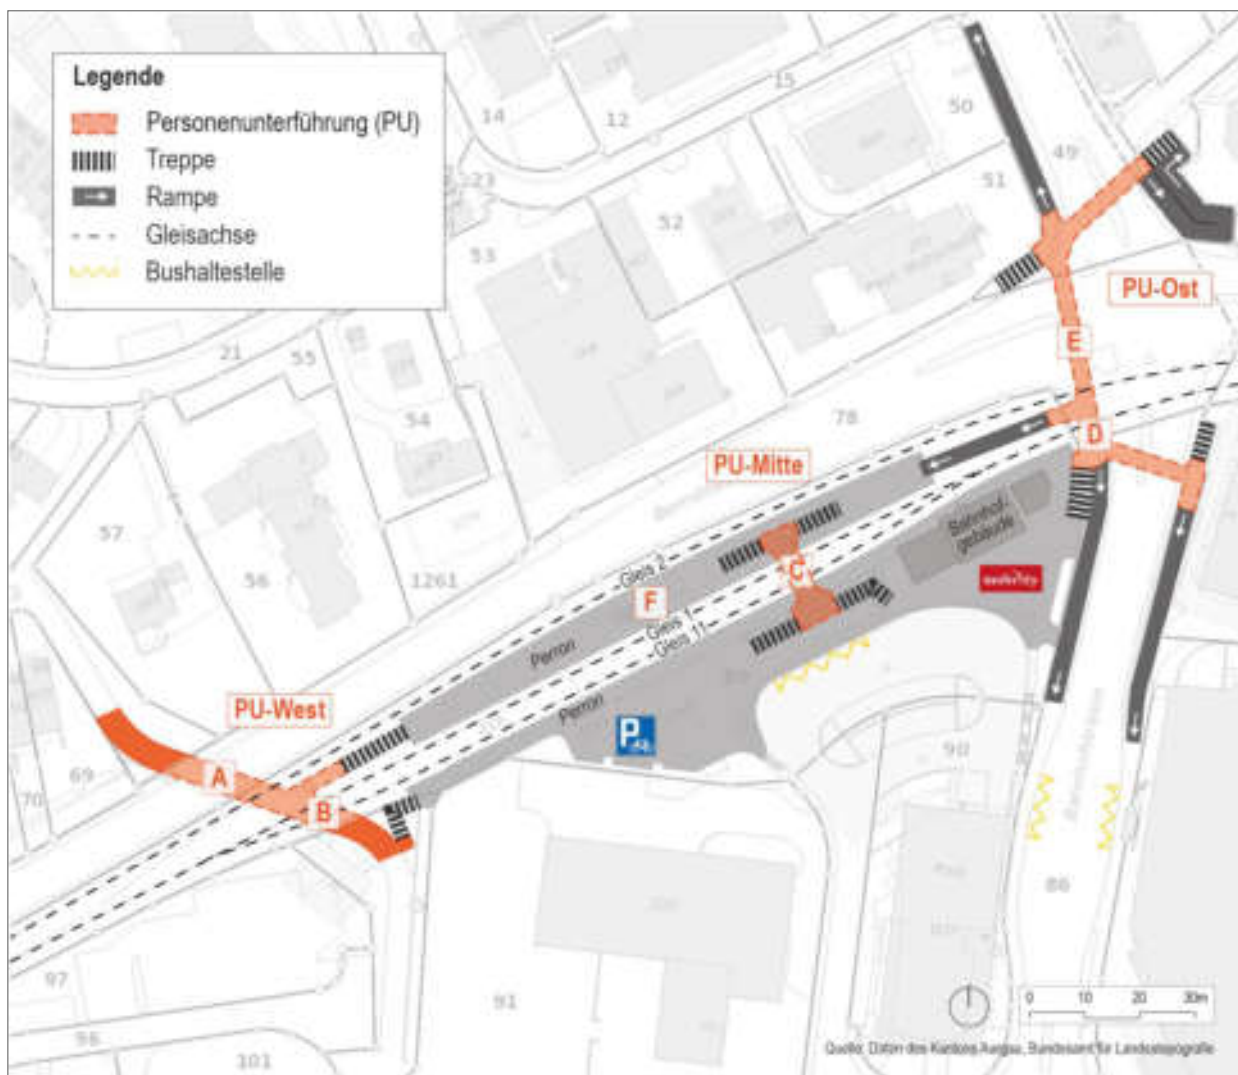 Legende
Personenunterführung (PU)
Treppe
Rampe
Gleisachse
Bushaltestelle
15
14
12
50
49
51
23
52
53
PU-Ost
21
55
54
E
78
D
PU-Mitte
57
56
1261
Gleis 2
C
Bahnhof-
gebäude
F
Gleis 1
Gleis 11
Perron
Perron
PU-West
P
69
70
A
B
90
86
97
91
96
101
0 10 20 30m
Quelle: Daten des Kantons Aargau, Bundesamt für Landestopografie